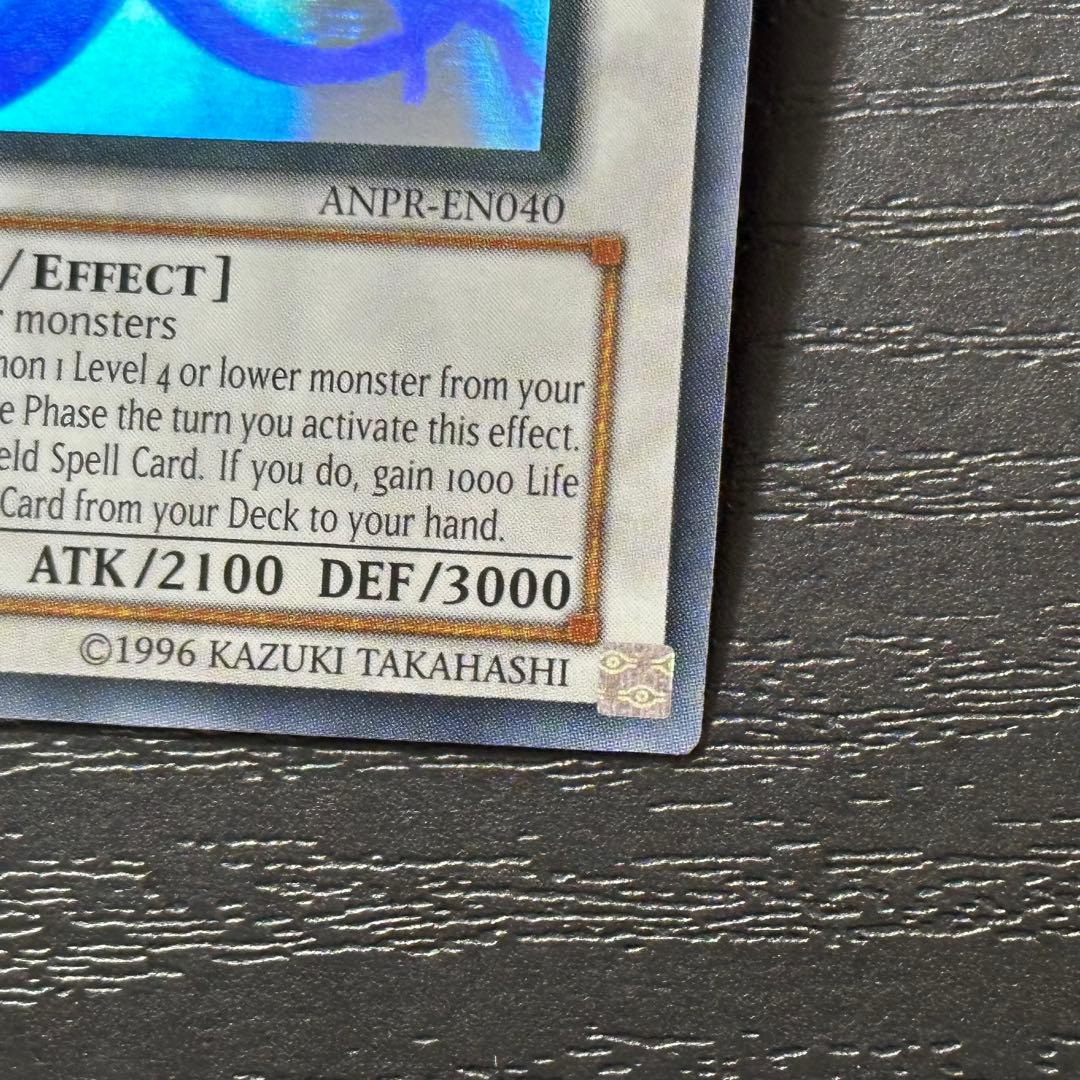 ANPR-EN040
/EFFECT]
monsters
1 Level 4 or lower monster from your
Phase the turn you activate this effect.
Spell Card. If you do, gain 1000 Life
Card from your Deck to your hand.
ATK/2100 DEF/3000
©1996 KAZUKI TAKAHASHI